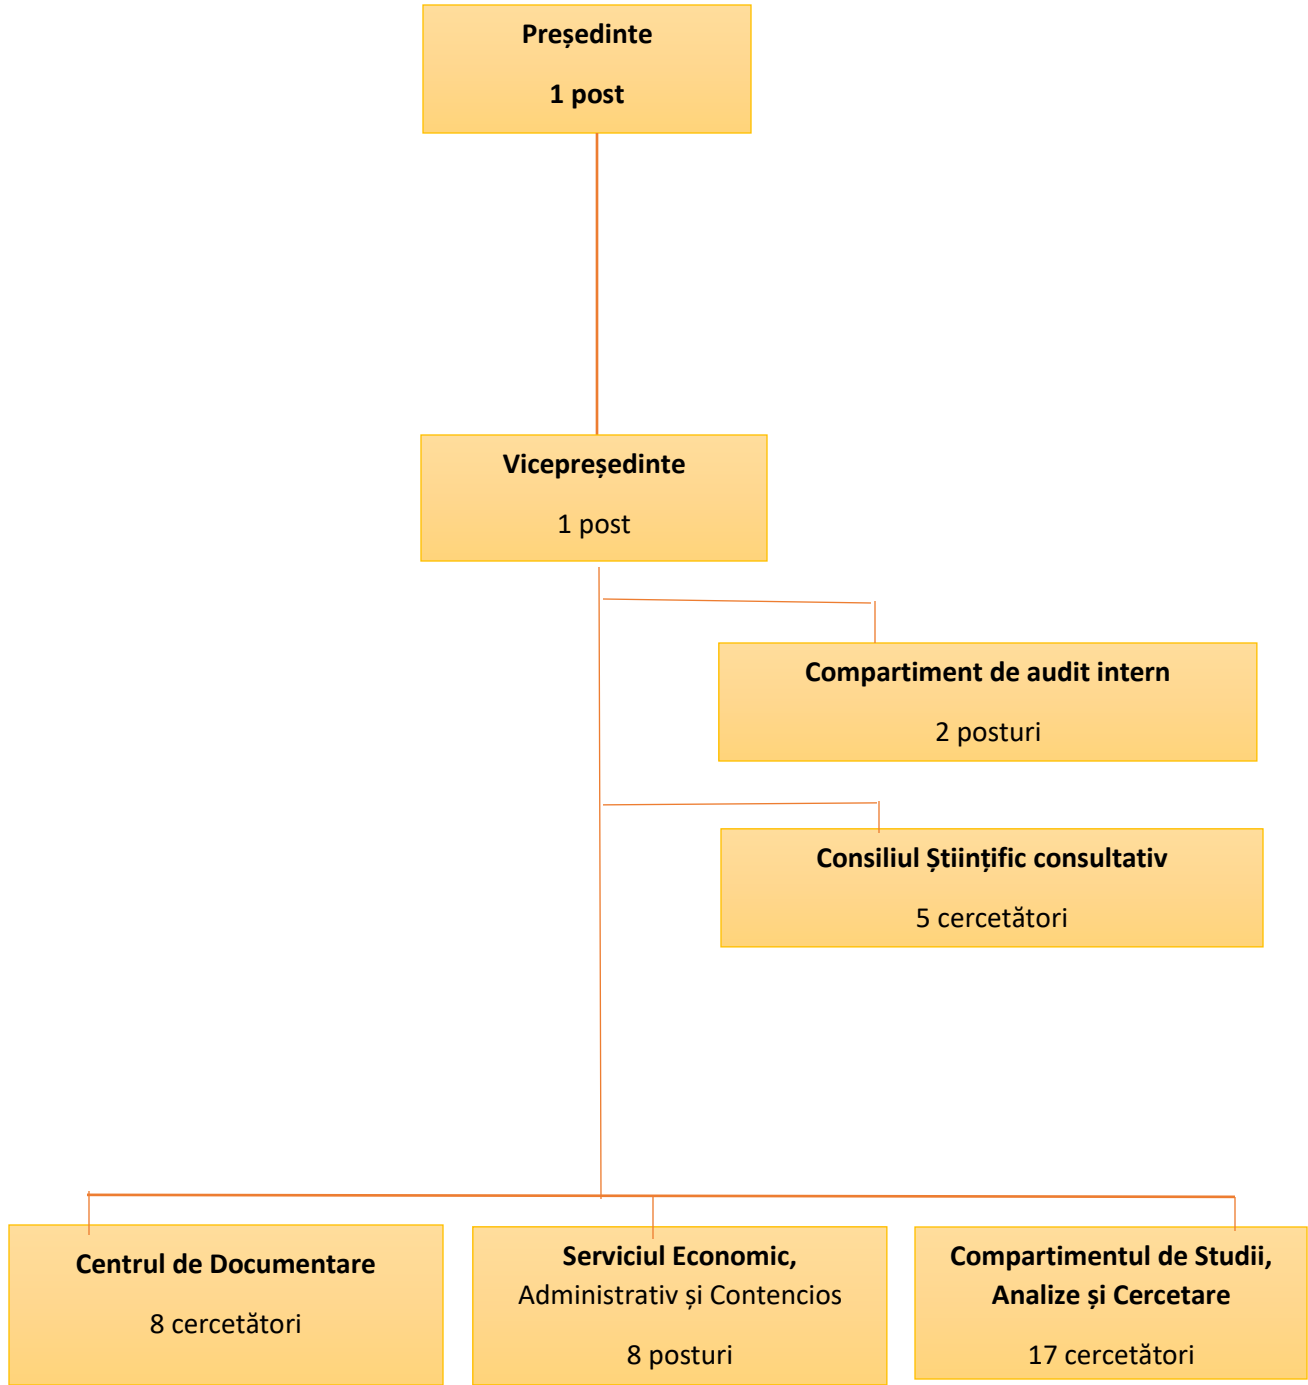 Președinte
1 post
Vicepreședinte
1 post
Compartiment de audit intern
2 posturi
Consiliul Științific consultativ
5 cercetători
Centrul de Documentare
8 cercetători
Serviciul Economic,
Administrativ și Contencios
8 posturi
Compartimentul de Studii,
Analize și Cercetare
17 cercetători